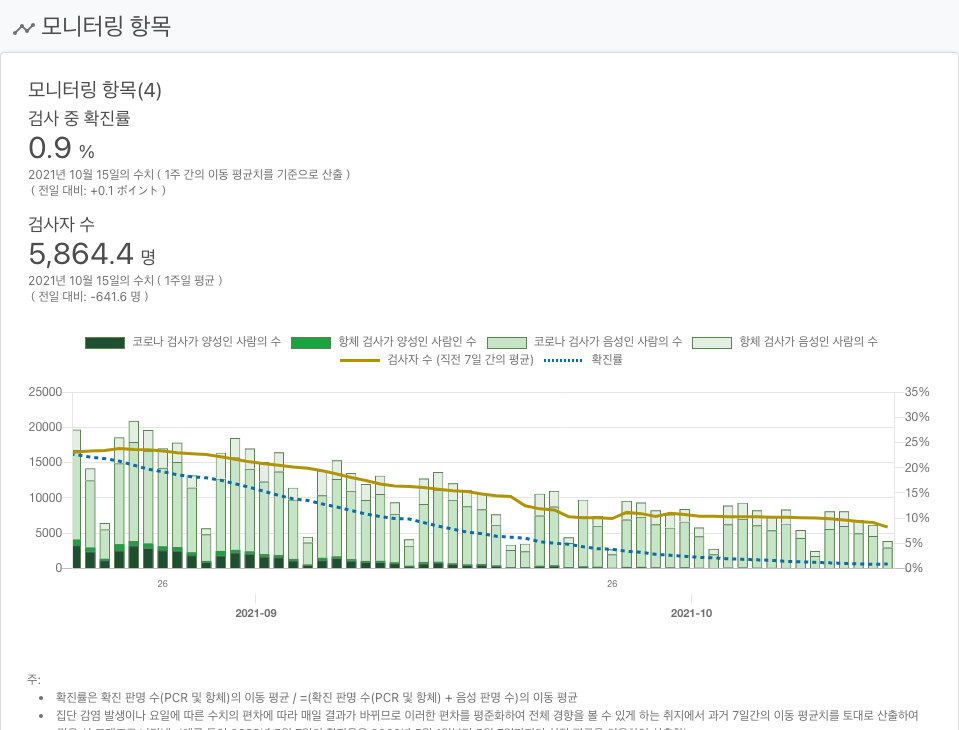 모니터링 항목
모니터링 항목(4)
검사 중 확진률
0.9 %
2021년 10월 15일의 수치 ( 1주 간의 이동 평균치를 기준으로 산출 )
( 전일 대비: +0.1 ポイント )
검사자 수
5,864.4 명
2021년 10월 15일의 수치 ( 1주일 평균 )
( 전일 대비: -641.6 명 )
코로나 검사가 양성인 사람의 수 항체 검사가 양성인 사람인 수 코로나 검사가 음성인 사람의 수 항체 검사가 음성인 사람의 수
검사자 수 (직전 7일 간의 평균) 확진률
25000 35%
30%
20000
25%
15000
20%
15%
10000
10%
5000
5%
0 0%
26 26
2021-09 2021-10
주:
• 확진률은 확진 판명 수(PCR 및 항체)의 이동 평균 / =(확진 판명 수(PCR 및 항체) + 음성 판명 수)의 이동 평균
• 집단 감염 발생이나 요일에 따른 수치의 편차에 따라 매일 결과가 바뀌므로 이러한 편차를 평준화하여 전체 경향을 볼 수 있게 하는 취지에서 과거 7일간의 이동 평균치를 토대로 산출하여